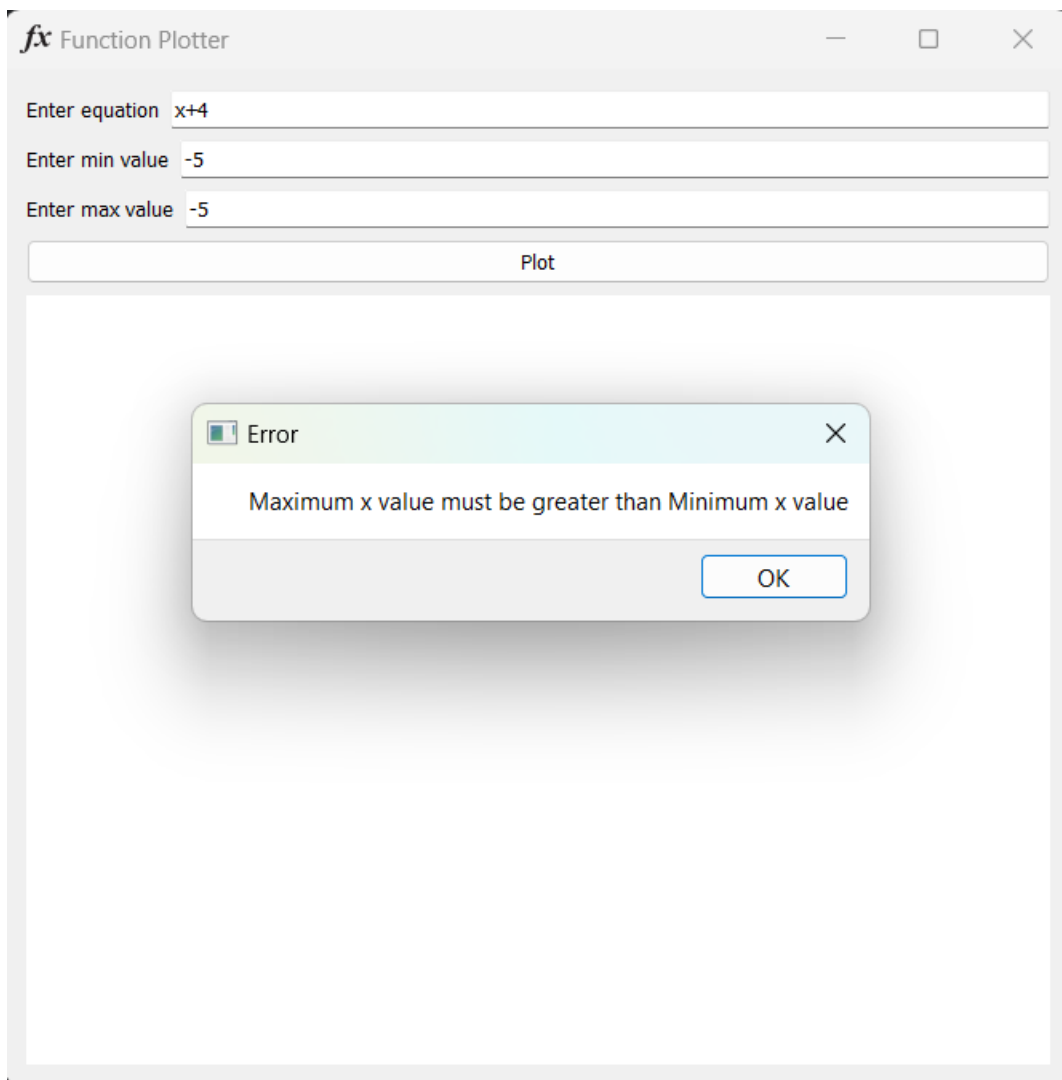 fx Function Plotter
Enter equation x+4
Enter min value -5
Enter max value -5
Plot
Error
Maximum x value must be greater than Minimum x value
OK